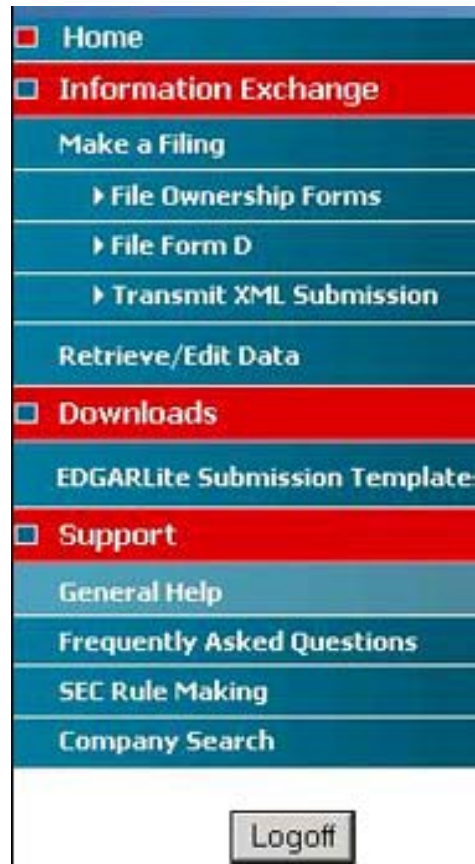 Home
Information Exchange
Make a Filing
File Ownership Forms
File Form D
Transmit XML Submission
Retrieve/Edit Data
Downloads
EDGARLite Submission Template
Support
General Help
Frequently Asked Questions
SEC Rule Making
Company Search
Logoff